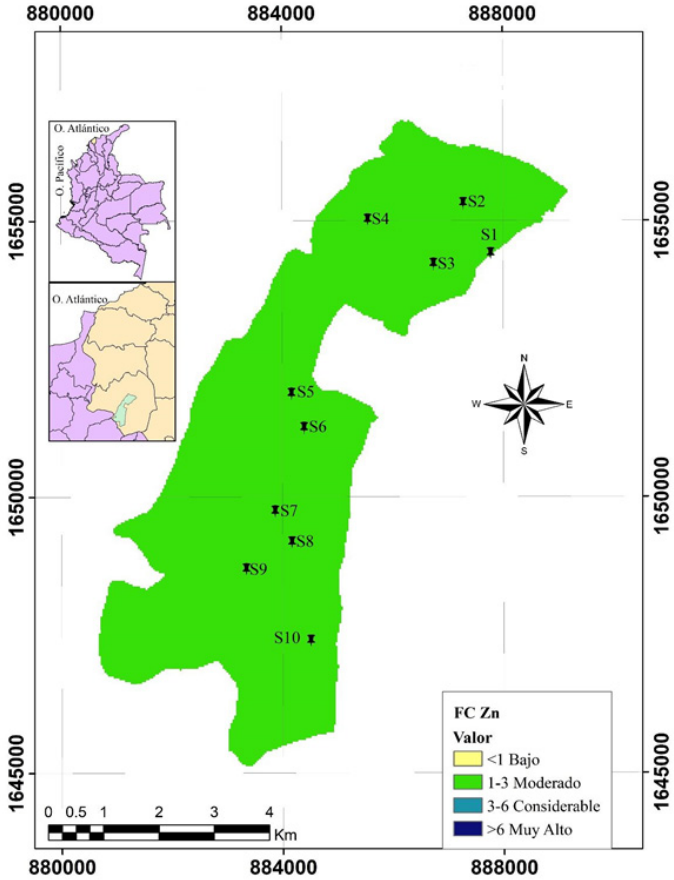 880000 884000 888000
O. Atlántico
O. Pacífico
O. Atlántico
1655000
1650000
1645000
1655000
1650000
1645000
S2
S4
S1
S3
S5
S6
S7
S8
S9
S10
N
W E
S
FC Zn
Valor
<1 Bajo
1-3 Moderado
3-6 Considerable
>6 Muy Alto
0 0.5 1 2 3 4
Km
880000 884000 888000